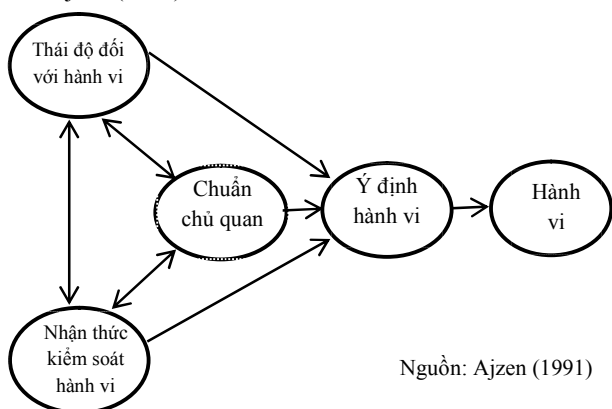 Thái độ đối
với hành vi
Chuẩn
chủ quan
Ý định
hành vi
Hành
vi
Nhận thức
kiểm soát
hành vi
Nguồn: Ajzen (1991)